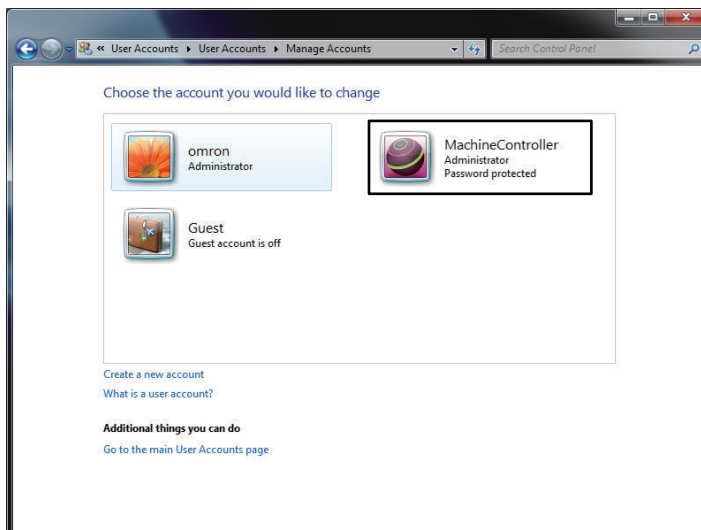 « User Accounts ▸ User Accounts ▸ Manage Accounts
Search Control Panel
Choose the account you would like to change
omron
Administrator
MachineController
Administrator
Password protected
Guest
Guest account is off
Create a new account
What is a user account?
Additional things you can do
Go to the main User Accounts page